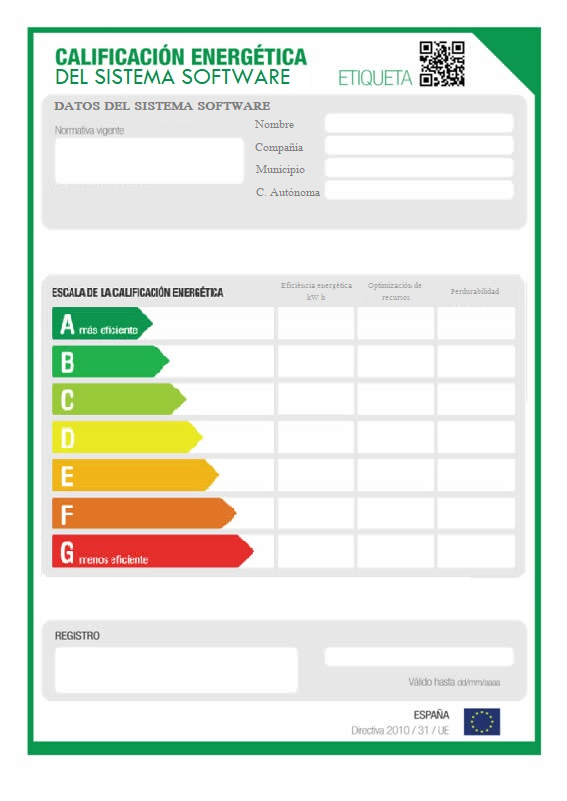 CALIFICACIÓN ENERGÉTICA
DEL SISTEMA SOFTWARE
ETIQUETA
DATOS DEL SISTEMA SOFTWARE
Normativa vigente
Nombre
Compañía
Municipio
C. Autónoma
ESCALA DE LA CALIFICACIÓN ENERGÉTICA
Eficiência energética
kW h
Optimización de
recursos
Perdurabilidad
A más eficiente
B
C
D
E
F
G menos eficiente
REGISTRO
Válido hasta dd/mm/aaaa
ESPAÑA
Directiva 2010 / 31 / UE